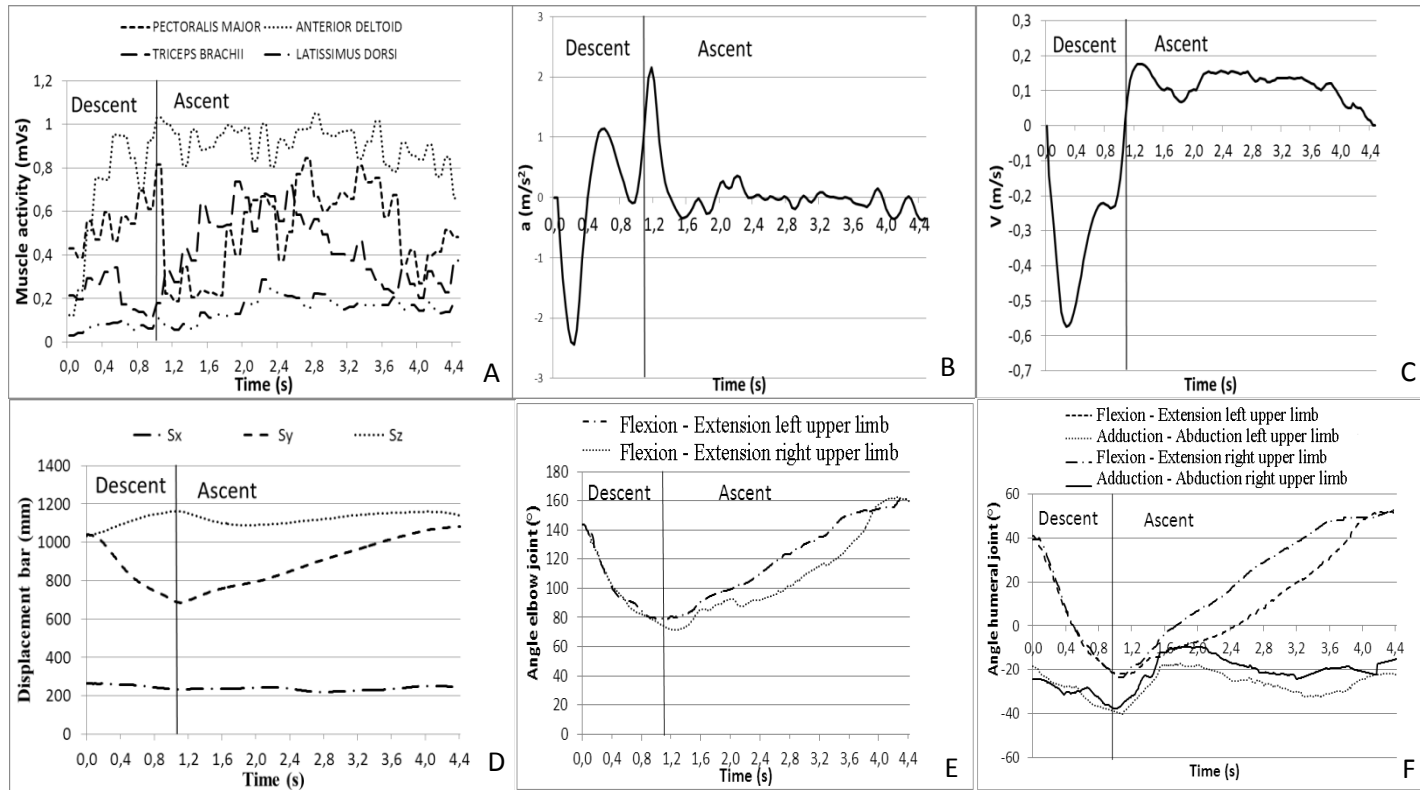 PECTORALIS MAJOR ANTERIOR DELTOID
TRICEPS BRACHII LATISSIMUS DORSI
Muscle activity (mVs)
1,2
1
0,8
0,6
0,4
0,2
0
Descent Ascent
0,0 0,4 0,8 1,2 1,6 2,0 2,4 2,8 3,2 3,6 4,0 4,4
Time (s)
A
a (m/s²)
3
2
1
0
-1
-2
-3
Descent Ascent
0,0 0,4 0,8 1,2 1,6 2,0 2,4 2,8 3,2 3,6 4,0 4,4
Time (s)
B
V (m/s)
0,3
0,2
0,1
0
-0,1
-0,2
-0,3
-0,4
-0,5
-0,6
-0,7
Descent Ascent
0,0 0,4 0,8 1,2 1,6 2,0 2,4 2,8 3,2 3,6 4,0 4,4
Time (s)
C
Sx Sy Sz
Displacement bar (mm)
1400
1200
1000
800
600
400
200
0
Descent Ascent
0,0 0,4 0,8 1,2 1,6 2,0 2,4 2,8 3,2 3,6 4,0 4,4
Time (s)
D
Flexion - Extension left upper limb
Flexion - Extension right upper limb
Angle elbow joint (°)
180
160
140
120
100
80
60
40
20
0
Descent Ascent
0,0 0,4 0,8 1,2 1,6 2,0 2,4 2,8 3,2 3,6 4,0 4,4
Time (s)
E
Flexion - Extension left upper limb
Adduction - Abduction left upper limb
Flexion - Extension right upper limb
Adduction - Abduction right upper limb
Angle humeral joint (°)
60
40
20
0
-20
-40
-60
Descent Ascent
0,0 0,4 0,8 1,2 1,6 2,0 2,4 2,8 3,2 3,6 4,0 4,4
Time (s)
F